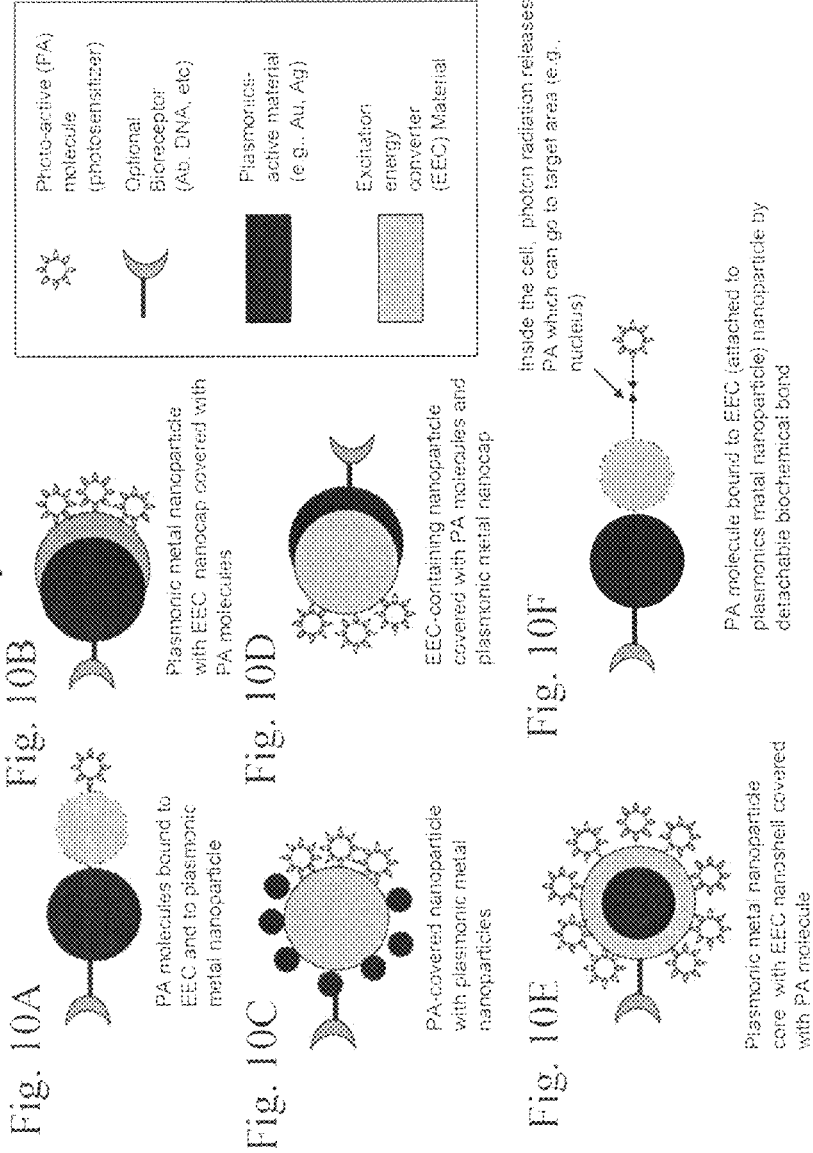 Fig. 10A
PA molecules bound to
EEC and to plasmonic
metal nanoparticle
Fig. 10B
Plasmonic metal nanoparticle
with EEC nanocap covered with
PA molecules
Photo-active (PA)
molecule
(photosensitizer)
Optional
Bioreceptor
(Ab, DNA, etc)
Plasmonics-
active material
(e.g., Au, Ag)
Excitation
energy
converter
(EEC) Material
Fig. 10C
PA-covered nanoparticle
with plasmonic metal
nanoparticles
Fig. 10D
EEC-containing nanoparticle
covered with PA molecules and
plasmonic metal nanocap
Fig. 10E
Plasmonic metal nanoparticle
core with EEC nanoshell covered
with PA molecule
Fig. 10F
Inside the cell, photon radiation releases
PA which can go to target area (e.g.,
nucleus)
PA molecule bound to EEC (attached to
plasmonics matal nanoparticle) nanoparticle by
detachable biochemical bond